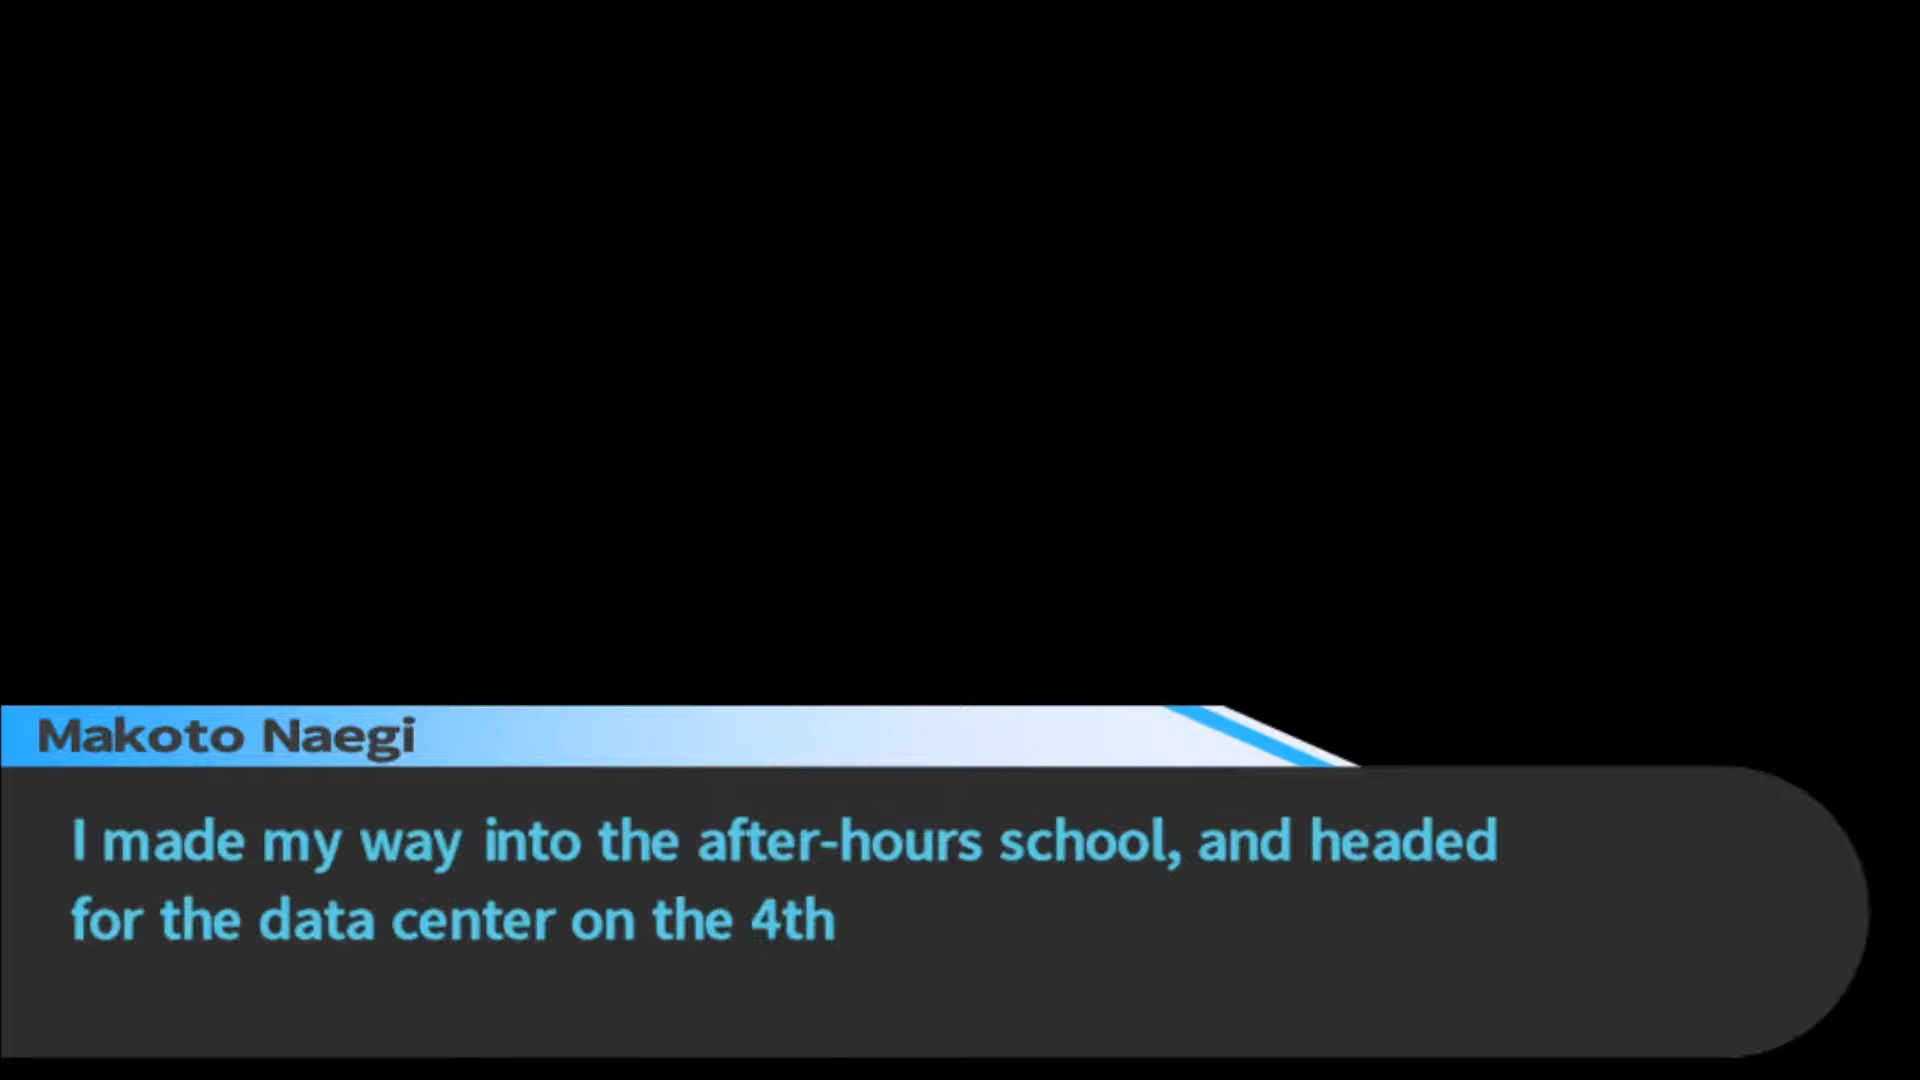 Makoto Naegi
I made my way into the after-hours school, and headed
for the data center on the 4th